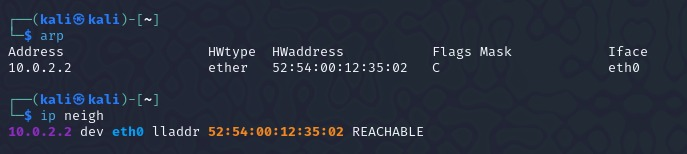 ┌──(kali㉿kali)-[~]
└─$ arp
Address HWtype HWaddress Flags Mask Iface
10.0.2.2 ether 52:54:00:12:35:02 C eth0
┌──(kali㉿kali)-[~]
└─$ ip neigh
10.0.2.2 dev eth0 lladdr 52:54:00:12:35:02 REACHABLE